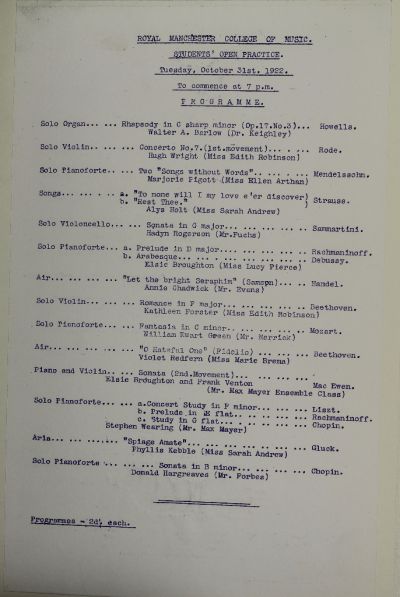 ROYAL MANCHESTER COLLEGE OF MUSIC.
STUDENTS' OPEN PRACTICE.
Tuesday, October 31st. 1922.
To commence at 7 p.m.
PROGRAMME.
Solo Organ... ... Rhapsody in C sharp minor (Op.17.No.3)... Howells.
Walter A. Barlow (Dr. Keighley)
Solo Violin... ... Concerto No.7.(1st.movement)... ... Rode.
Hugh Wright (Miss Edith Robinson)
Solo Pianoforte... ... Two "Songs without Words".. ... ... Mendelssohn.
Marjorie Pigott (Miss Ellen Arthan)
Songs... ... ... a. "To none will I my love e'er discover)
b. "Rest Thee." ) Strauss.
Alys Holt (Miss Sarah Andrew)
Solo Violoncello... ... Sonata in G major... ... ... ... Sammartini.
Hadyn Rogerson (Mr.Fuchs)
Solo Pianoforte... ... a. Prelude in D major... ... ... ... Rachmaninoff.
b. Arabesque... ... ... ... ... Debussy.
Elsie Broughton (Miss Lucy Pierce)
Air... ... ... ... "Let the bright Seraphim" (Samson)... ... Handel.
Annie Chadwick (Mr. Evans)
Solo Violin... ... ... Romance in F major... ... ... ... Beethoven.
Kathleen Forster (Miss Edith Robinson)
Solo Pianoforte... ... Fantasia in C minor.. ... ... ... Mozart.
William Ewart Green (Mr. Merrick)
Air... ... ... ... "O Hateful One" (Fidelio) ... ... ... Beethoven.
Violet Redfern (Miss Marie Brema)
Piano and Violin... ... Sonata (2nd.Movement)... ... ... ...
Elsie Broughton and Frank Venton Mac Ewen.
(Mr. Max Mayer Ensemble Class)
Solo Pianoforte... ... a.Concert Study in F minor... ... ... Liszt.
b. Prelude in E flat.. ... ... ... Rachmaninoff.
c. Study in G flat... ... ... ... Chopin.
Stephen Wearing (Mr. Max Mayer)
Aria... ... ... ... "Spiagg Amate"... ... ... ... ... Gluck.
Phyllis Kebble (Miss Sarah Andrew)
Solo Pianoforte ... ... ... Sonata in B minor... ... ... ... Chopin.
Donald Hargreaves (Mr. Forbes)
Programmes - 2d, each.